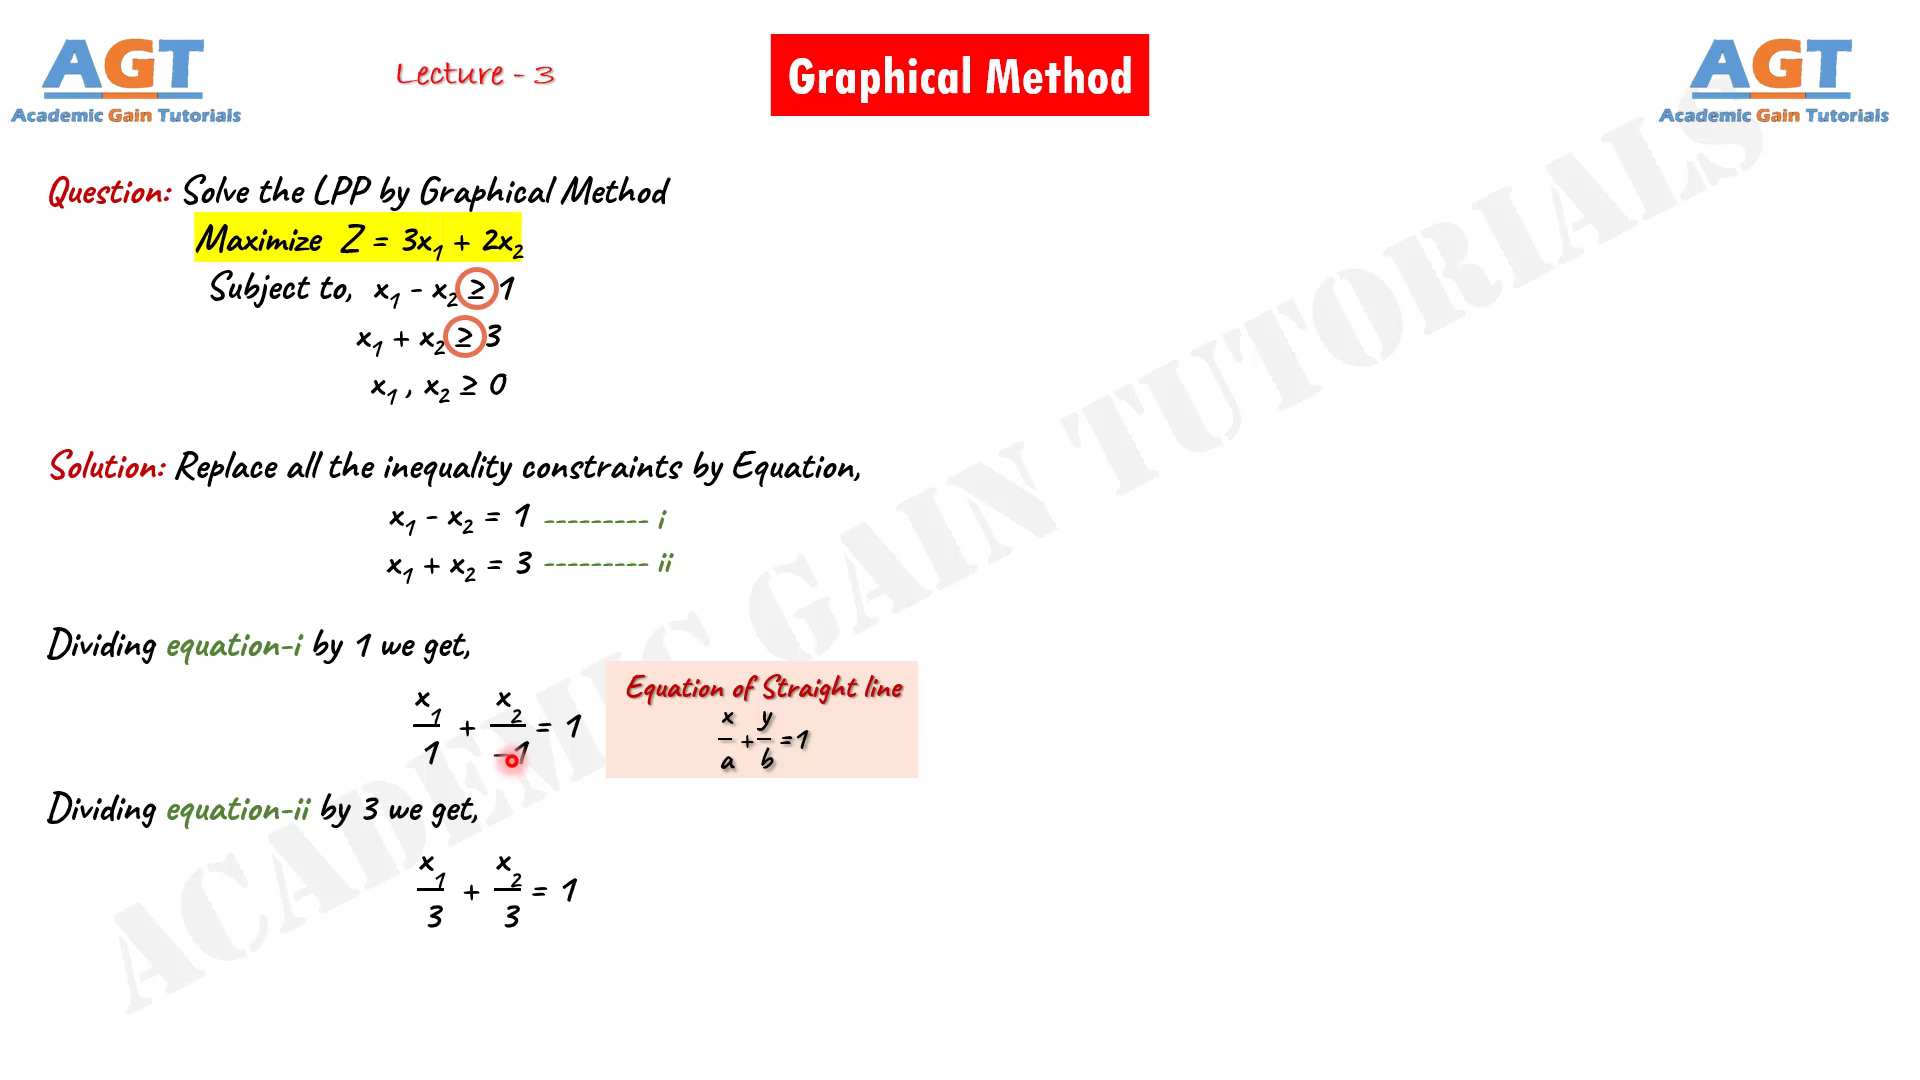 AGT
Academic Gain Tutorials
Lecture - 3
Graphical Method
AGT
Academic Gain Tutorials
Question: Solve the LPP by Graphical Method
Maximize Z = 3x₁ + 2x₂
Subject to, x₁ - x₂ ≥ 1
x₁ + x₂ ≥ 3
x₁ , x₂ ≥ 0
Solution: Replace all the inequality constraints by Equation,
x₁ - x₂ = 1 --------- i
x₁ + x₂ = 3 --------- ii
Dividing equation-i by 1 we get,
x₁/1 + x₂/-1 = 1
Equation of Straight line
x/a + y/b =1
Dividing equation-ii by 3 we get,
x₁/3 + x₂/3 = 1
ACADEMIC GAIN TUTORIALS